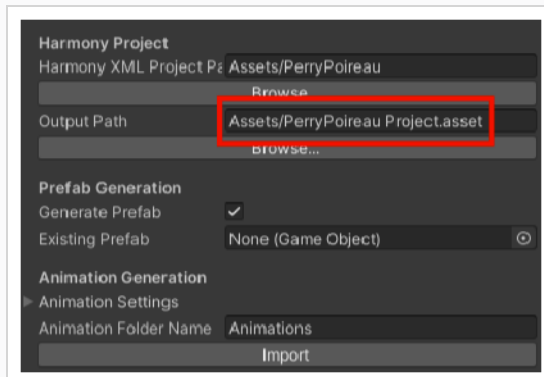 Harmony Project
Harmony XML Project Pa Assets/PerryPoireau
Browse...
Output Path Assets/PerryPoireau Project.asset
Browse...
Prefab Generation
Generate Prefab
Existing Prefab None (Game Object)
Animation Generation
Animation Settings
Animation Folder Name Animations
Import